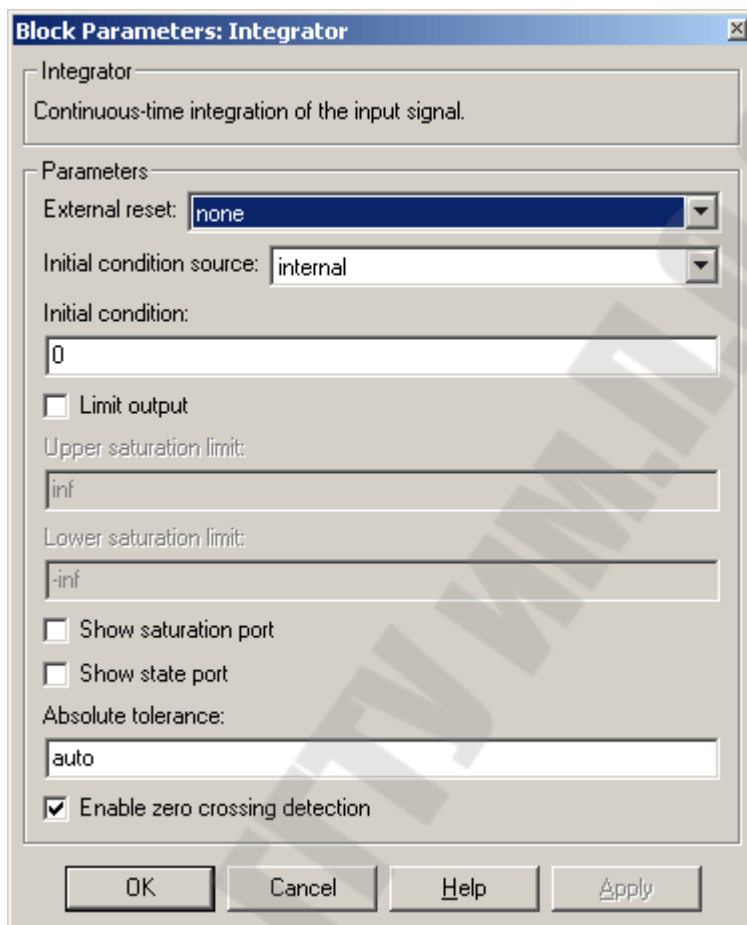 Block Parameters: Integrator
Integrator
Continuous-time integration of the input signal.
Parameters
External reset: none
Initial condition source: internal
Initial condition:
0
Limit output
Upper saturation limit:
inf
Lower saturation limit:
-inf
Show saturation port
Show state port
Absolute tolerance:
auto
Enable zero crossing detection
OK Cancel Help Apply
ГТУ им.П.